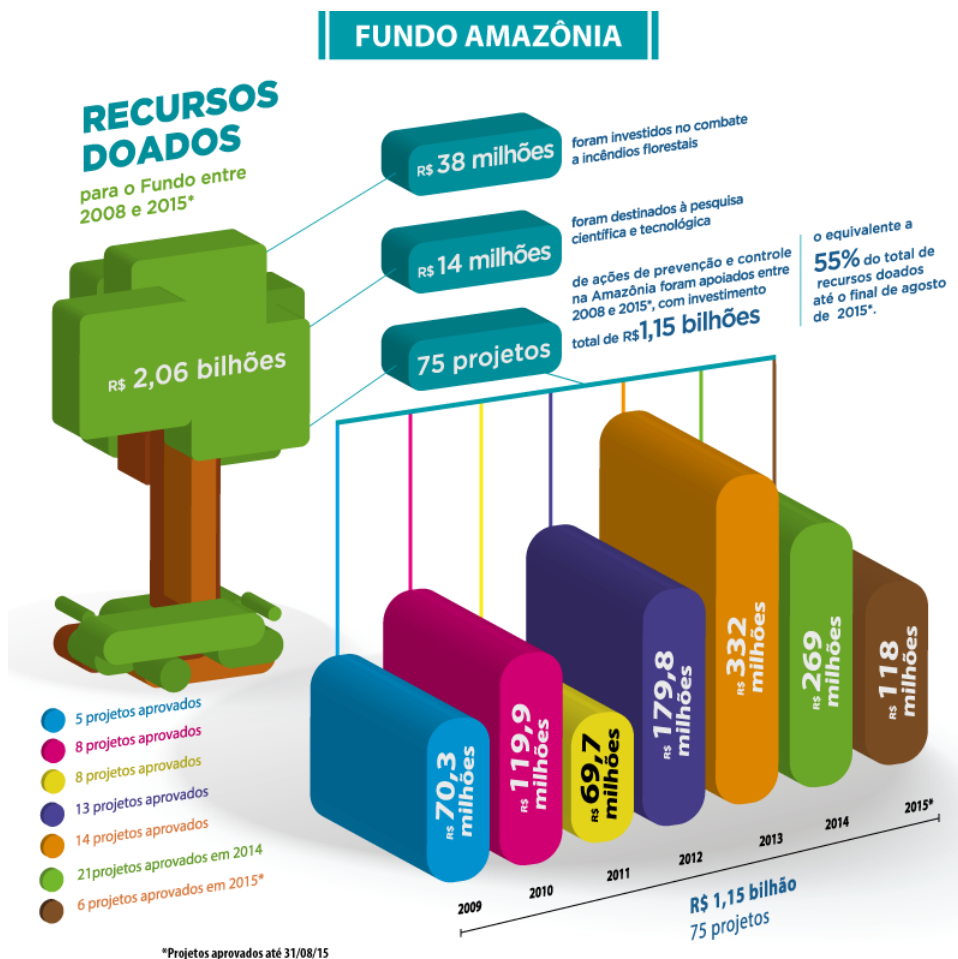 FUNDO AMAZÔNIA
RECURSOS
DOADOS
para o Fundo entre
2008 e 2015*
R$ 2,06 bilhões
R$ 38 milhões
foram investidos no combate
a incêndios florestais
R$ 14 milhões
foram destinados à pesquisa
científica e tecnológica
75 projetos
de ações de prevenção e controle
na Amazônia foram apoiados entre
2008 e 2015*, com investimento
total de R$ 1,15 bilhões
o equivalente a
55% do total de
recursos doados
até o final de agosto
de 2015*.
5 projetos aprovados
8 projetos aprovados
8 projetos aprovados
13 projetos aprovados
14 projetos aprovados
21projetos aprovados em 2014
6 projetos aprovados em 2015*
R$ 70,3
milhões
R$ 119,9
milhões
R$ 69,7
milhões
R$ 179,8
milhões
R$ 332
milhões
R$ 269
milhões
R$ 118
milhões
2009
2010
2011
2012
2013
2014
2015*
R$ 1,15 bilhão
75 projetos
*Projetos aprovados até 31/08/15